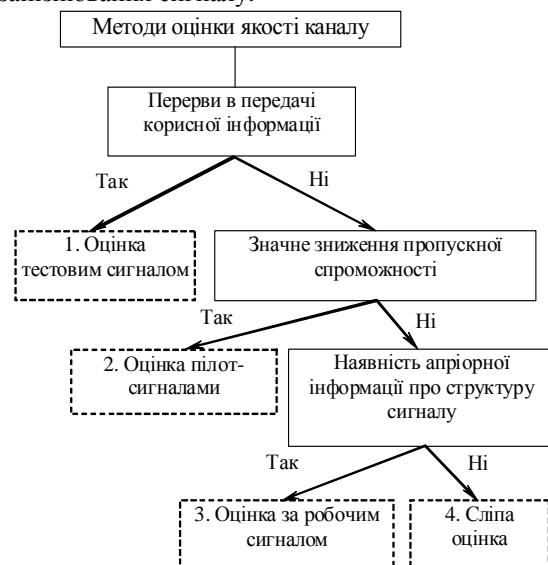 Методи оцінки якості каналу
Перерви в передачі
корисної інформації
Так
Ні
1. Оцінка
тестовим сигналом
Значне зниження пропускної
спроможності
Так
Ні
2. Оцінка пілот-
сигналами
Наявність апріорної
інформації про структуру
сигналу
Так
Ні
3. Оцінка за робочим
сигналом
4. Сліпа
оцінка